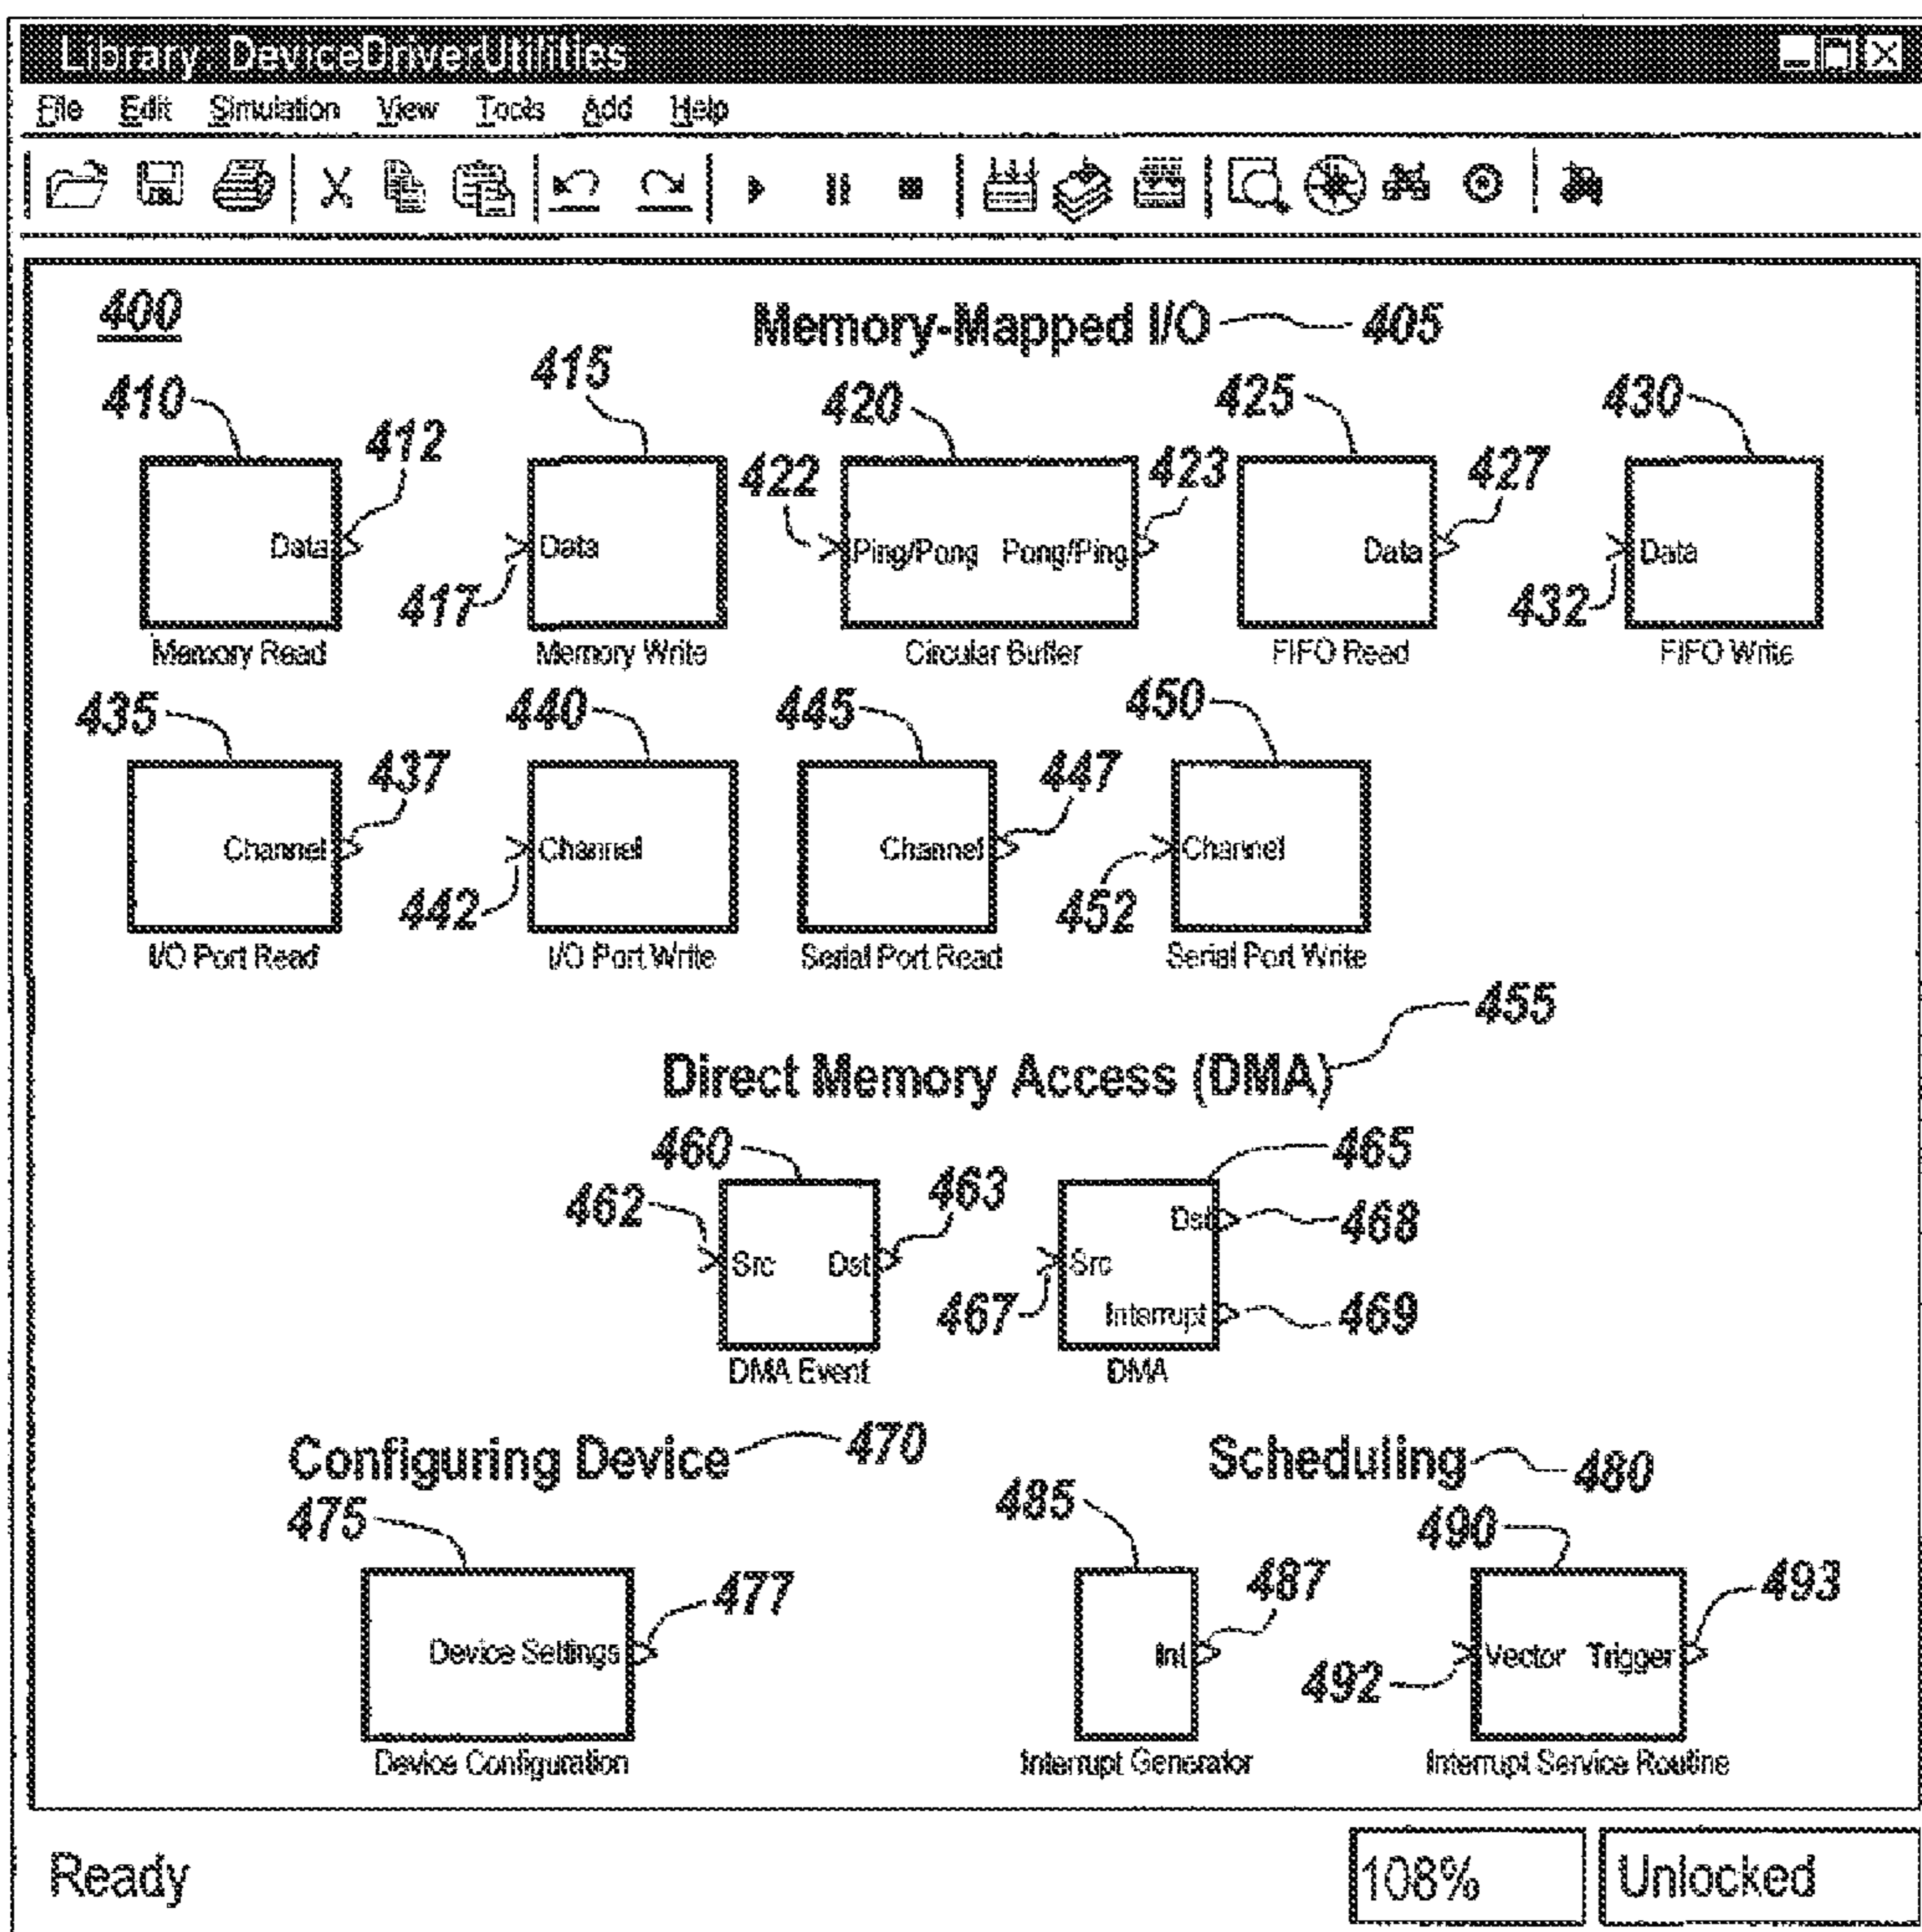 Library: DeviceDriverUtilities
File Edit Simulation View Tools Add Help
400
Memory-Mapped I/O 405
410 415 420 425 430
412 422 423 427
Data Data Ping/Pong Pong/Ping Data Data
417 432
Memory Read Memory Write Circular Buffer FIFO Read FIFO Write
435 440 445 450
437 447
Channel Channel Channel Channel
442 452
I/O Port Read I/O Port Write Serial Port Read Serial Port Write
455
Direct Memory Access (DMA)
460 465
462 463 Dst 468
Src Dst Src
467 Interrupt 469
DMA Event DMA
Configuring Device 470 Scheduling 480
475 485 490
477 487 493
Device Settings Int Vector Trigger
492
Device Configuration Interrupt Generator Interrupt Service Routine
Ready 108% Unlocked